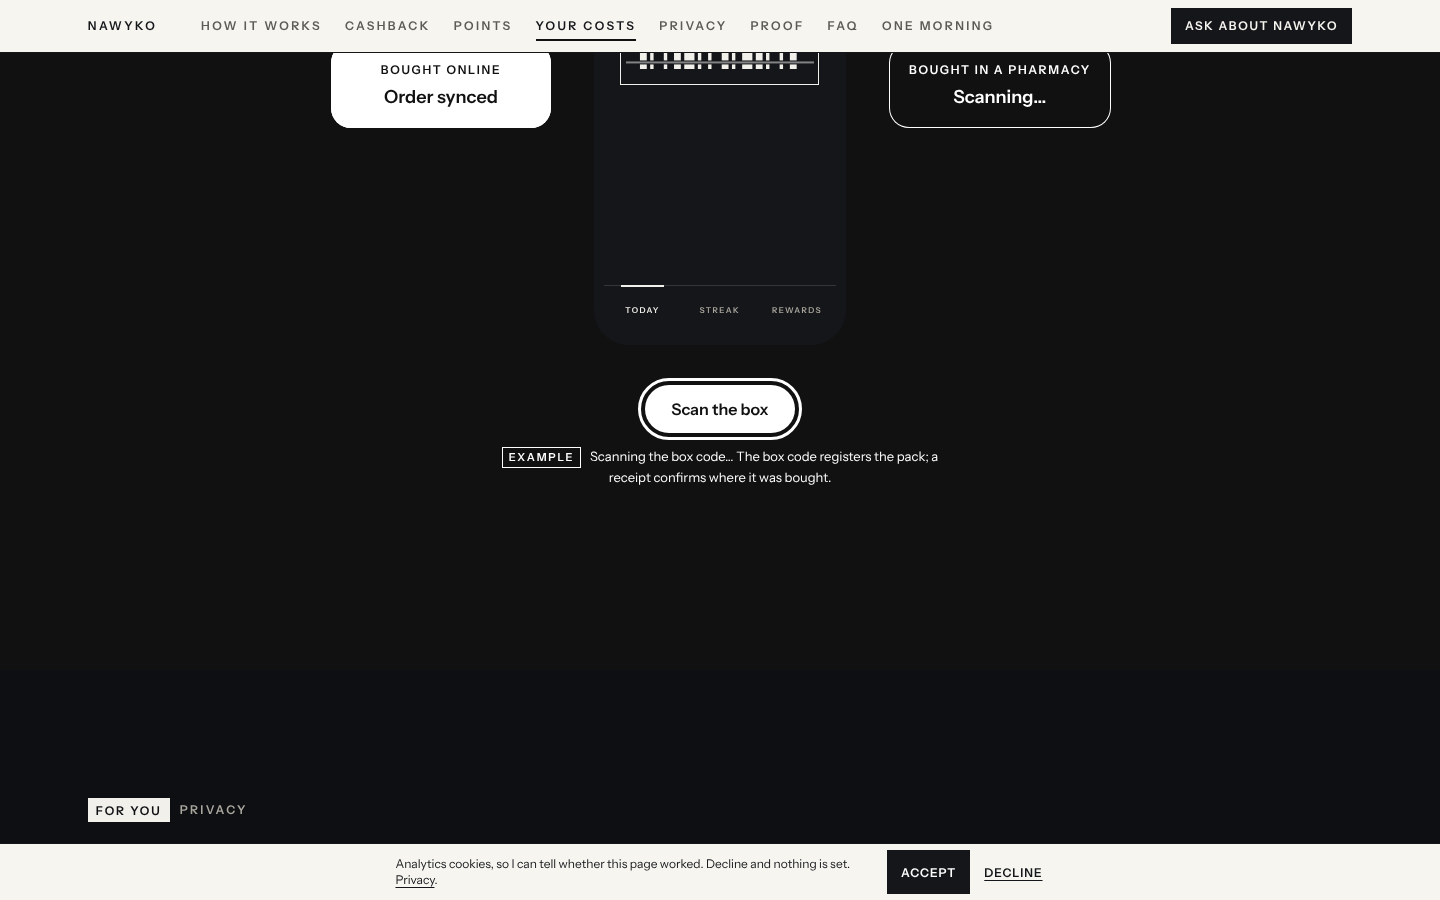 NAWYKO
HOW IT WORKS
CASHBACK
POINTS
YOUR COSTS
PRIVACY
PROOF
FAQ
ONE MORNING
ASK ABOUT NAWYKO
BOUGHT ONLINE
Order synced
BOUGHT IN A PHARMACY
Scanning...
TODAY
STREAK
REWARDS
Scan the box
EXAMPLE Scanning the box code... The box code registers the pack; a
receipt confirms where it was bought.
FOR YOU
PRIVACY
Analytics cookies, so I can tell whether this page worked. Decline and nothing is set.
Privacy.
ACCEPT
DECLINE